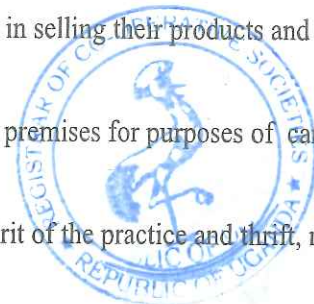 in selling their products and
premises for purposes of
rit of the practice and thrift,
REGISTRAR OF CO-OPERATIVE SOCIETIES
REPUBLIC OF UGANDA